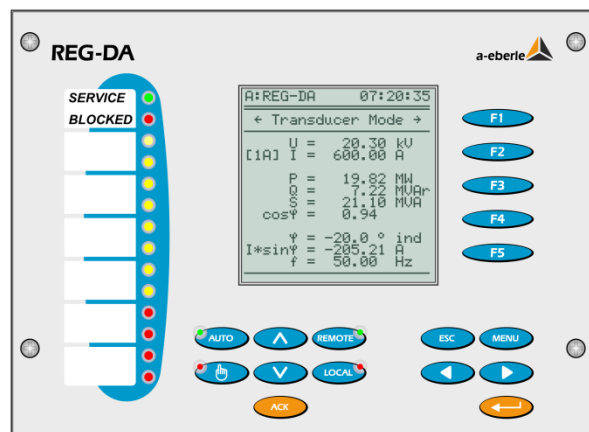 REG-DA
a-eberle
SERVICE
BLOCKED
A:REG-DA 07:20:35
← Transducer Mode →
U = 20.30 kV
[1A] I = 600.00 A
P = 19.82 MW
Q = 7.22 MVAr
S = 21.10 MVA
cosφ = 0.94
φ = -20.0 ° ind
I*sinφ = -205.21 A
f = 50.00 Hz
F1
F2
F3
F4
F5
AUTO
REMOTE
ESC
MENU
LOCAL
ACK